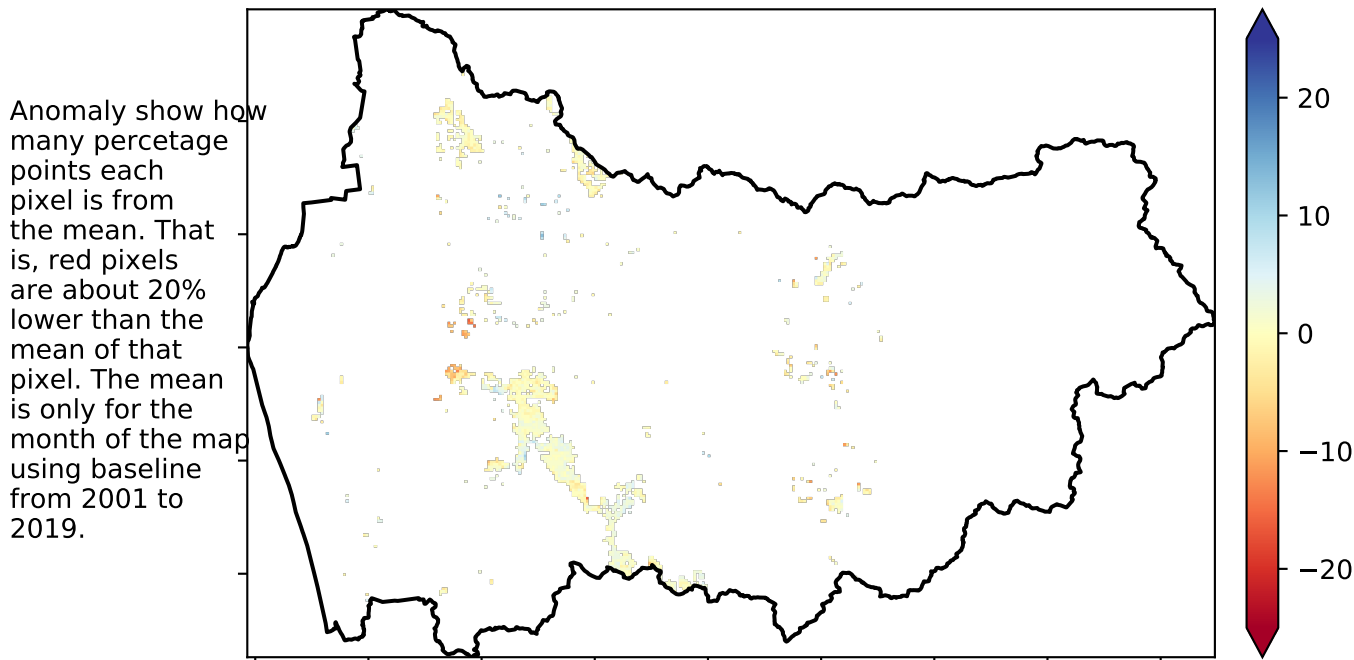 Anomaly show how
many percetage
points each
pixel is from
the mean. That
is, red pixels
are about 20%
lower than the
mean of that
pixel. The mean
is only for the
month of the map
using baseline
from 2001 to
2019.
20
10
0
−10
−20